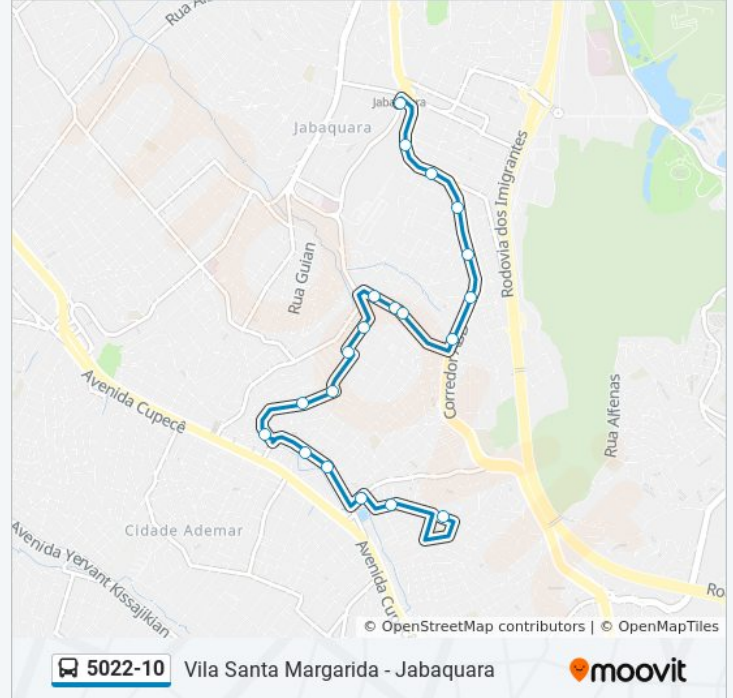 Rua Al
Jabaquara
Jabaquara
Rodovia dos Imigrantes
Rua Guian
Corredor ABD
Rua Alfenas
Avenida Cupecê
Cidade Ademar
Avenida Yervant Kissajikian
Avenida Cu
Ro
© OpenStreetMap contributors | © OpenMapTiles
5022-10 Vila Santa Margarida - Jabaquara
moovit